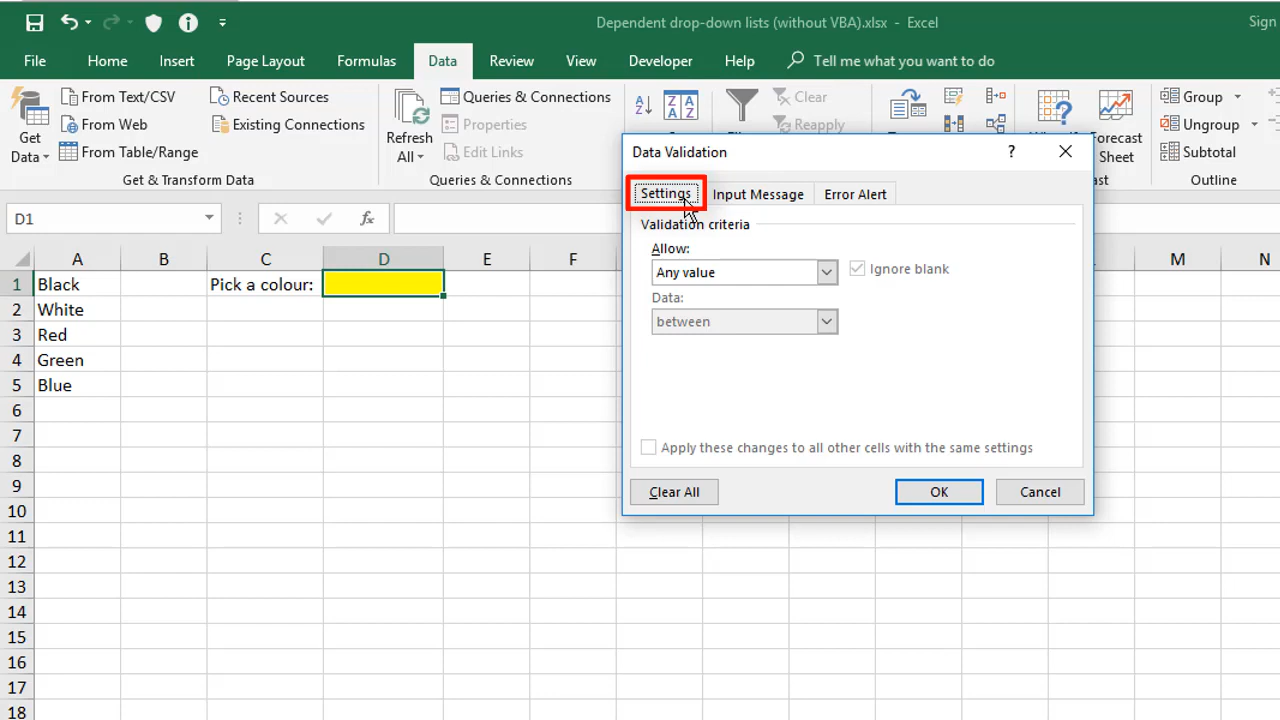 Dependent drop-down lists (without VBA).xlsx - Excel
Sign
File Home Insert Page Layout Formulas Data Review View Developer Help Tell me what you want to do
From Text/CSV Recent Sources Queries & Connections Clear Group
Get Data From Web Existing Connections Refresh All Properties Reapply Ungroup
From Table/Range Edit Links Forecast Sheet Subtotal
Get & Transform Data Queries & Connections Outline
Data Validation ?
D1 fx
Settings Input Message Error Alert
Validation criteria
Allow:
Any value Ignore blank
Data:
between
Apply these changes to all other cells with the same settings
Clear All OK Cancel
A B C D E F M N
1 Black Pick a colour:
2 White
3 Red
4 Green
5 Blue
6
7
8
9
10
11
12
13
14
15
16
17
18